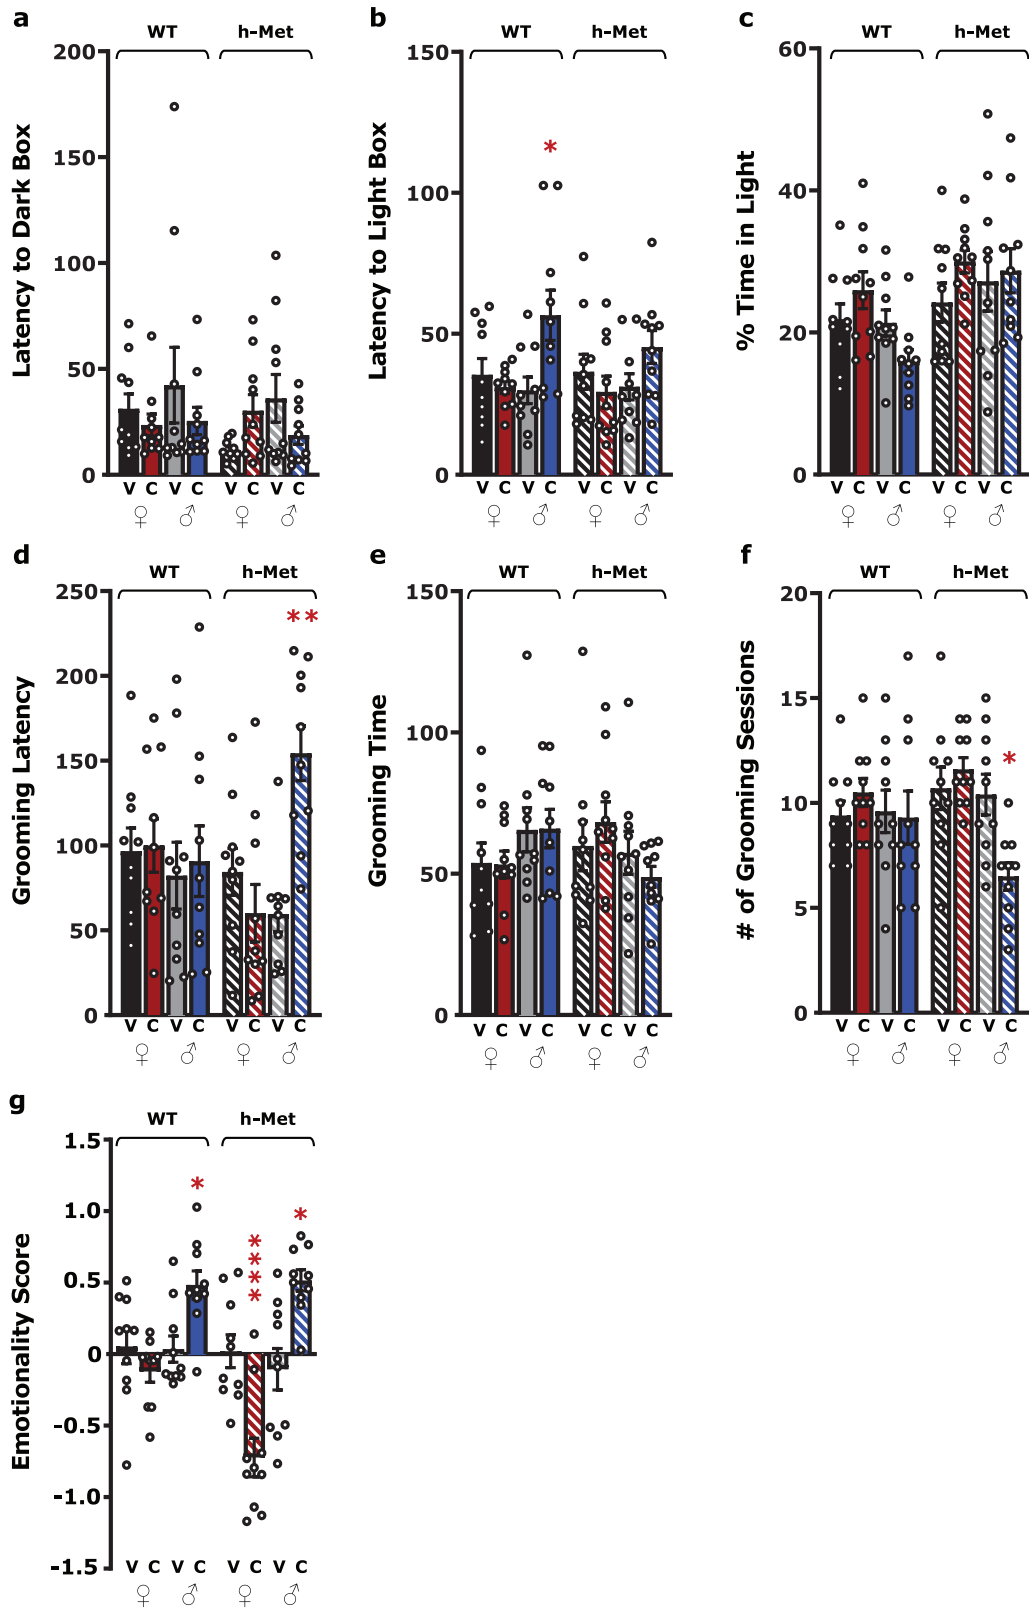 a
WT h-Met
Latency to Dark Box
200
150
100
50
0
V C V C V C V C
♀ ♂ ♀ ♂
b
WT h-Met
Latency to Light Box
150
100
50
0
*
V C V C V C V C
♀ ♂ ♀ ♂
c
WT h-Met
% Time in Light
60
40
20
0
V C V C V C V C
♀ ♂ ♀ ♂
d
WT h-Met
Grooming Latency
250
200
150
100
50
0
**
V C V C V C V C
♀ ♂ ♀ ♂
e
WT h-Met
Grooming Time
150
100
50
0
V C V C V C V C
♀ ♂ ♀ ♂
f
WT h-Met
# of Grooming Sessions
20
15
10
5
0
*
V C V C V C V C
♀ ♂ ♀ ♂
g
WT h-Met
Emotionality Score
1.5
1.0
0.5
0
-0.5
-1.0
-1.5
* **** *
V C V C V C V C
♀ ♂ ♀ ♂